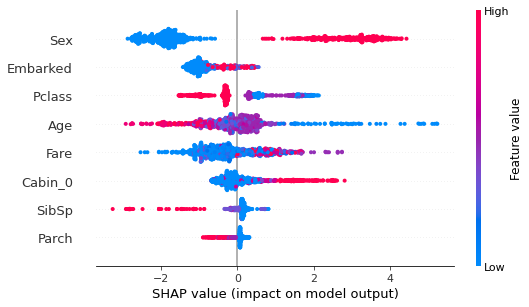 High
Sex
Embarked
Pclass
Age
Fare
Cabin_0
SibSp
Parch
Feature value
Low
−2 0 2 4
SHAP value (impact on model output)